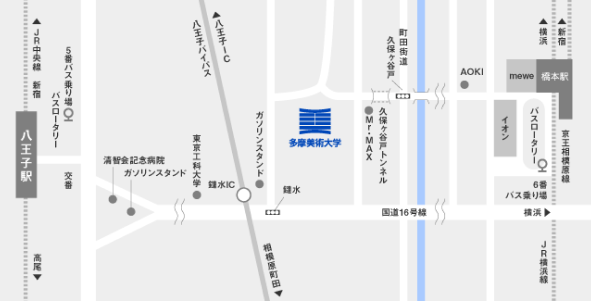 ▲JR中央線 新宿
5番バス乗り場
バスロータリー
八王子駅
交番
高尾▼
清智会記念病院
ガソリンスタンド
東京工科大学
▲八王子IC
八王子バイパス
鑓水IC
ガソリンスタンド
鑓水
相模原町田▼
多摩美術大学
町田街道
久保ヶ谷戸
Mr・MAX
久保ヶ谷戸トンネル
国道16号線
横浜▶
AOKI
▲横浜
▲新宿
mewe
橋本駅
イオン
バスロータリー
京王相模原線
6番
バス乗り場
JR横浜線